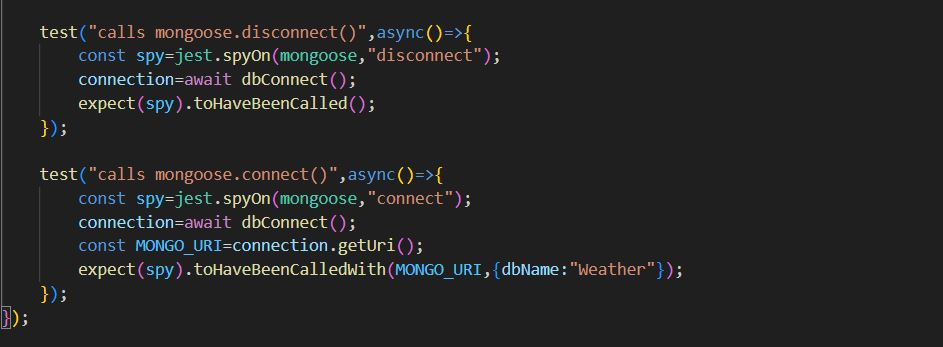 test("calls mongoose.disconnect()",async()=>{
const spy=jest.spyOn(mongoose,"disconnect");
connection=await dbConnect();
expect(spy).toHaveBeenCalled();
});
test("calls mongoose.connect()",async()=>{
const spy=jest.spyOn(mongoose,"connect");
connection=await dbConnect();
const MONGO_URI=connection.getUri();
expect(spy).toHaveBeenCalledWith(MONGO_URI,{dbName:"Weather"});
});
});